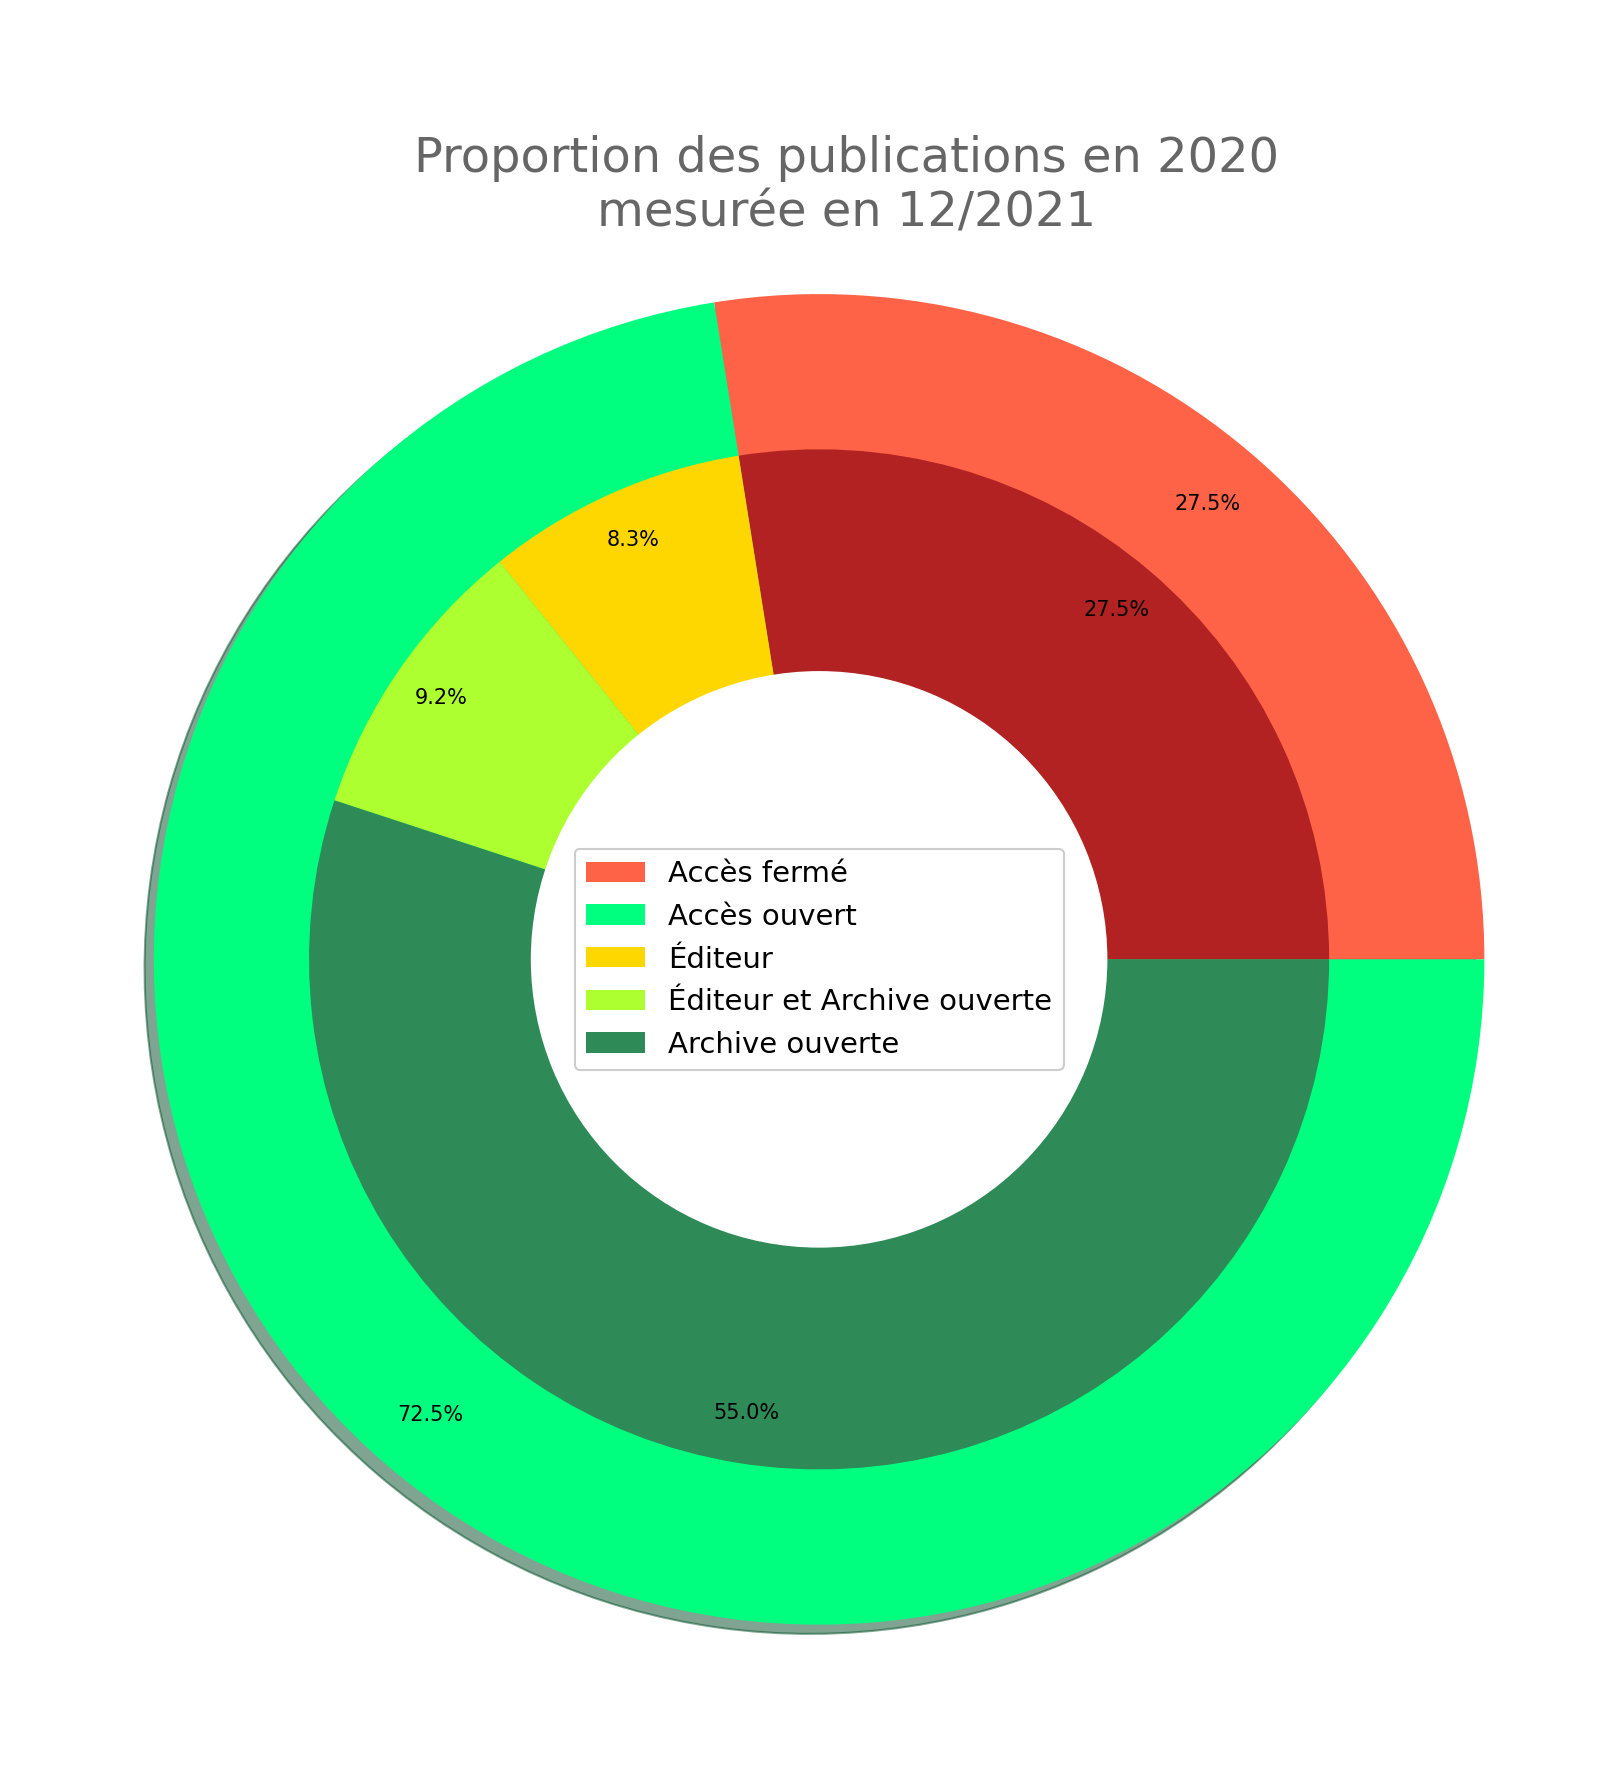 Proportion des publications en 2020
mesurée en 12/2021
27.5%
8.3%
27.5%
9.2%
Accès fermé
Accès ouvert
Éditeur
Éditeur et Archive ouverte
Archive ouverte
72.5%
55.0%